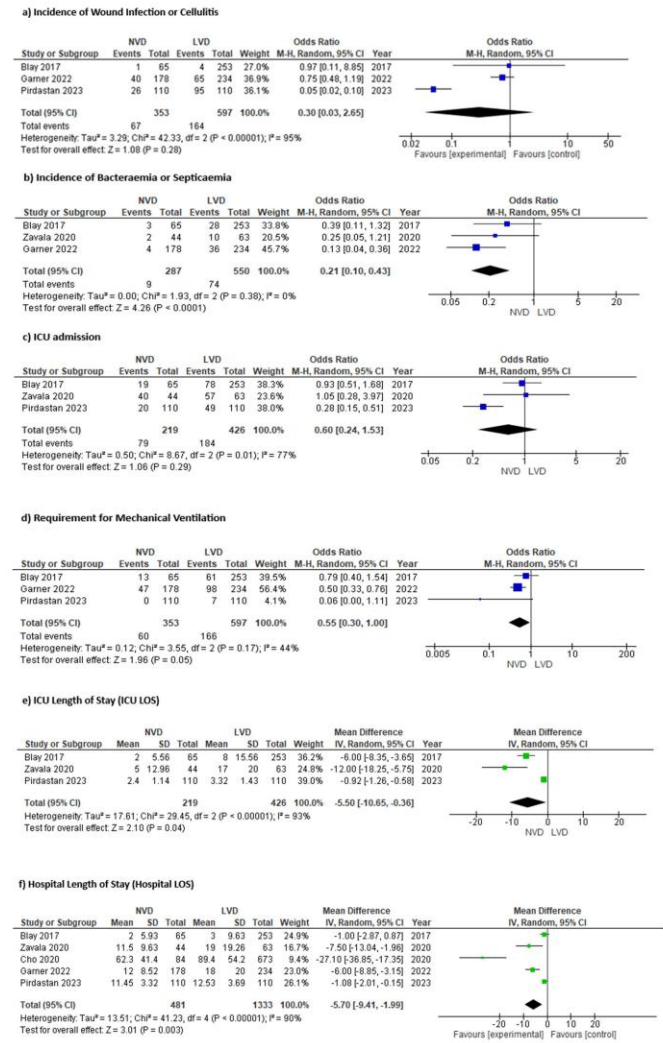 a) Incidence of Wound Infection or Cellulitis
NVD LVD Odds Ratio Odds Ratio
Study or Subgroup Events Total Events Total Weight M-H, Random, 95% CI Year M-H, Random, 95% CI
Blay 2017 1 65 4 253 27.0% 0.97 [0.11, 8.85] 2017
Garner 2022 40 178 65 234 36.9% 0.75 [0.48, 1.19] 2022
Pirdastan 2023 26 110 95 110 36.1% 0.05 [0.02, 0.10] 2023
Total (95% CI) 353 597 100.0% 0.30 [0.03, 2.65]
Total events 67 164
Heterogeneity: Tau² = 3.29; Chi² = 42.33, df = 2 (P < 0.00001); I² = 95%
Test for overall effect: Z = 1.08 (P = 0.28)
0.02 0.1 1 10 50
Favours [experimental] Favours [control]
b) Incidence of Bacteraemia or Septicaemia
NVD LVD Odds Ratio Odds Ratio
Study or Subgroup Events Total Events Total Weight M-H, Random, 95% CI Year M-H, Random, 95% CI
Blay 2017 3 65 28 253 33.8% 0.39 [0.11, 1.32] 2017
Zavala 2020 2 44 10 63 20.5% 0.25 [0.05, 1.21] 2020
Garner 2022 4 178 36 234 45.7% 0.13 [0.04, 0.36] 2022
Total (95% CI) 287 550 100.0% 0.21 [0.10, 0.43]
Total events 9 74
Heterogeneity: Tau² = 0.00; Chi² = 1.93, df = 2 (P = 0.38); I² = 0%
Test for overall effect: Z = 4.26 (P < 0.0001)
0.05 0.2 1 5 20
NVD LVD
c) ICU admission
NVD LVD Odds Ratio Odds Ratio
Study or Subgroup Events Total Events Total Weight M-H, Random, 95% CI Year M-H, Random, 95% CI
Blay 2017 19 65 78 253 38.3% 0.93 [0.51, 1.68] 2017
Zavala 2020 40 44 57 63 23.6% 1.05 [0.28, 3.97] 2020
Pirdastan 2023 20 110 49 110 38.1% 0.28 [0.15, 0.51] 2023
Total (95% CI) 219 426 100.0% 0.60 [0.24, 1.53]
Total events 79 184
Heterogeneity: Tau² = 0.50; Chi² = 8.67, df = 2 (P = 0.01); I² = 77%
Test for overall effect: Z = 1.06 (P = 0.29)
0.05 0.2 1 5 20
NVD LVD
d) Requirement for Mechanical Ventilation
NVD LVD Odds Ratio Odds Ratio
Study or Subgroup Events Total Events Total Weight M-H, Random, 95% CI Year M-H, Random, 95% CI
Blay 2017 13 65 61 253 39.5% 0.79 [0.40, 1.54] 2017
Garner 2022 47 178 98 234 56.4% 0.50 [0.33, 0.76] 2022
Pirdastan 2023 0 110 7 110 4.1% 0.06 [0.00, 1.11] 2023
Total (95% CI) 353 597 100.0% 0.55 [0.30, 1.00]
Total events 60 166
Heterogeneity: Tau² = 0.12; Chi² = 3.55, df = 2 (P = 0.17); I² = 44%
Test for overall effect: Z = 1.96 (P = 0.05)
0.005 0.1 1 10 200
NVD LVD
e) ICU Length of Stay (ICU LOS)
NVD LVD Mean Difference Mean Difference
Study or Subgroup Mean SD Total Mean SD Total Weight IV, Random, 95% CI Year IV, Random, 95% CI
Blay 2017 2 5.56 65 8 15.56 253 36.2% -6.00 [-8.35, -3.65] 2017
Zavala 2020 5 12.96 44 17 20 63 24.8% -12.00 [-18.25, -5.75] 2020
Pirdastan 2023 2.4 1.14 110 3.32 1.43 110 39.0% -0.92 [-1.26, -0.58] 2023
Total (95% CI) 219 426 100.0% -5.50 [-10.65, -0.36]
Heterogeneity: Tau² = 17.61; Chi² = 29.45, df = 2 (P < 0.00001); I² = 93%
Test for overall effect: Z = 2.10 (P = 0.04)
-20 -10 0 10 20
NVD LVD
f) Hospital Length of Stay (Hospital LOS)
NVD LVD Mean Difference Mean Difference
Study or Subgroup Mean SD Total Mean SD Total Weight IV, Random, 95% CI Year IV, Random, 95% CI
Blay 2017 2 5.93 65 3 9.63 253 24.9% -1.00 [-2.87, 0.87] 2017
Zavala 2020 11.5 9.63 44 19 19.26 63 16.7% -7.50 [-13.04, -1.96] 2020
Cho 2020 62.3 41.4 84 89.4 54.2 673 9.4% -27.10 [-36.85, -17.35] 2020
Garner 2022 12 8.52 178 18 20 234 22.9% -6.00 [-8.85, -3.15] 2022
Pirdastan 2023 11.45 3.32 110 12.53 3.69 110 26.1% -1.08 [-2.01, -0.15] 2023
Total (95% CI) 481 1333 100.0% -5.70 [-9.41, -1.99]
Heterogeneity: Tau² = 13.51; Chi² = 41.23, df = 4 (P < 0.00001); I² = 90%
Test for overall effect: Z = 3.01 (P = 0.003)
-20 -10 0 10 20
Favours [experimental] Favours [control]